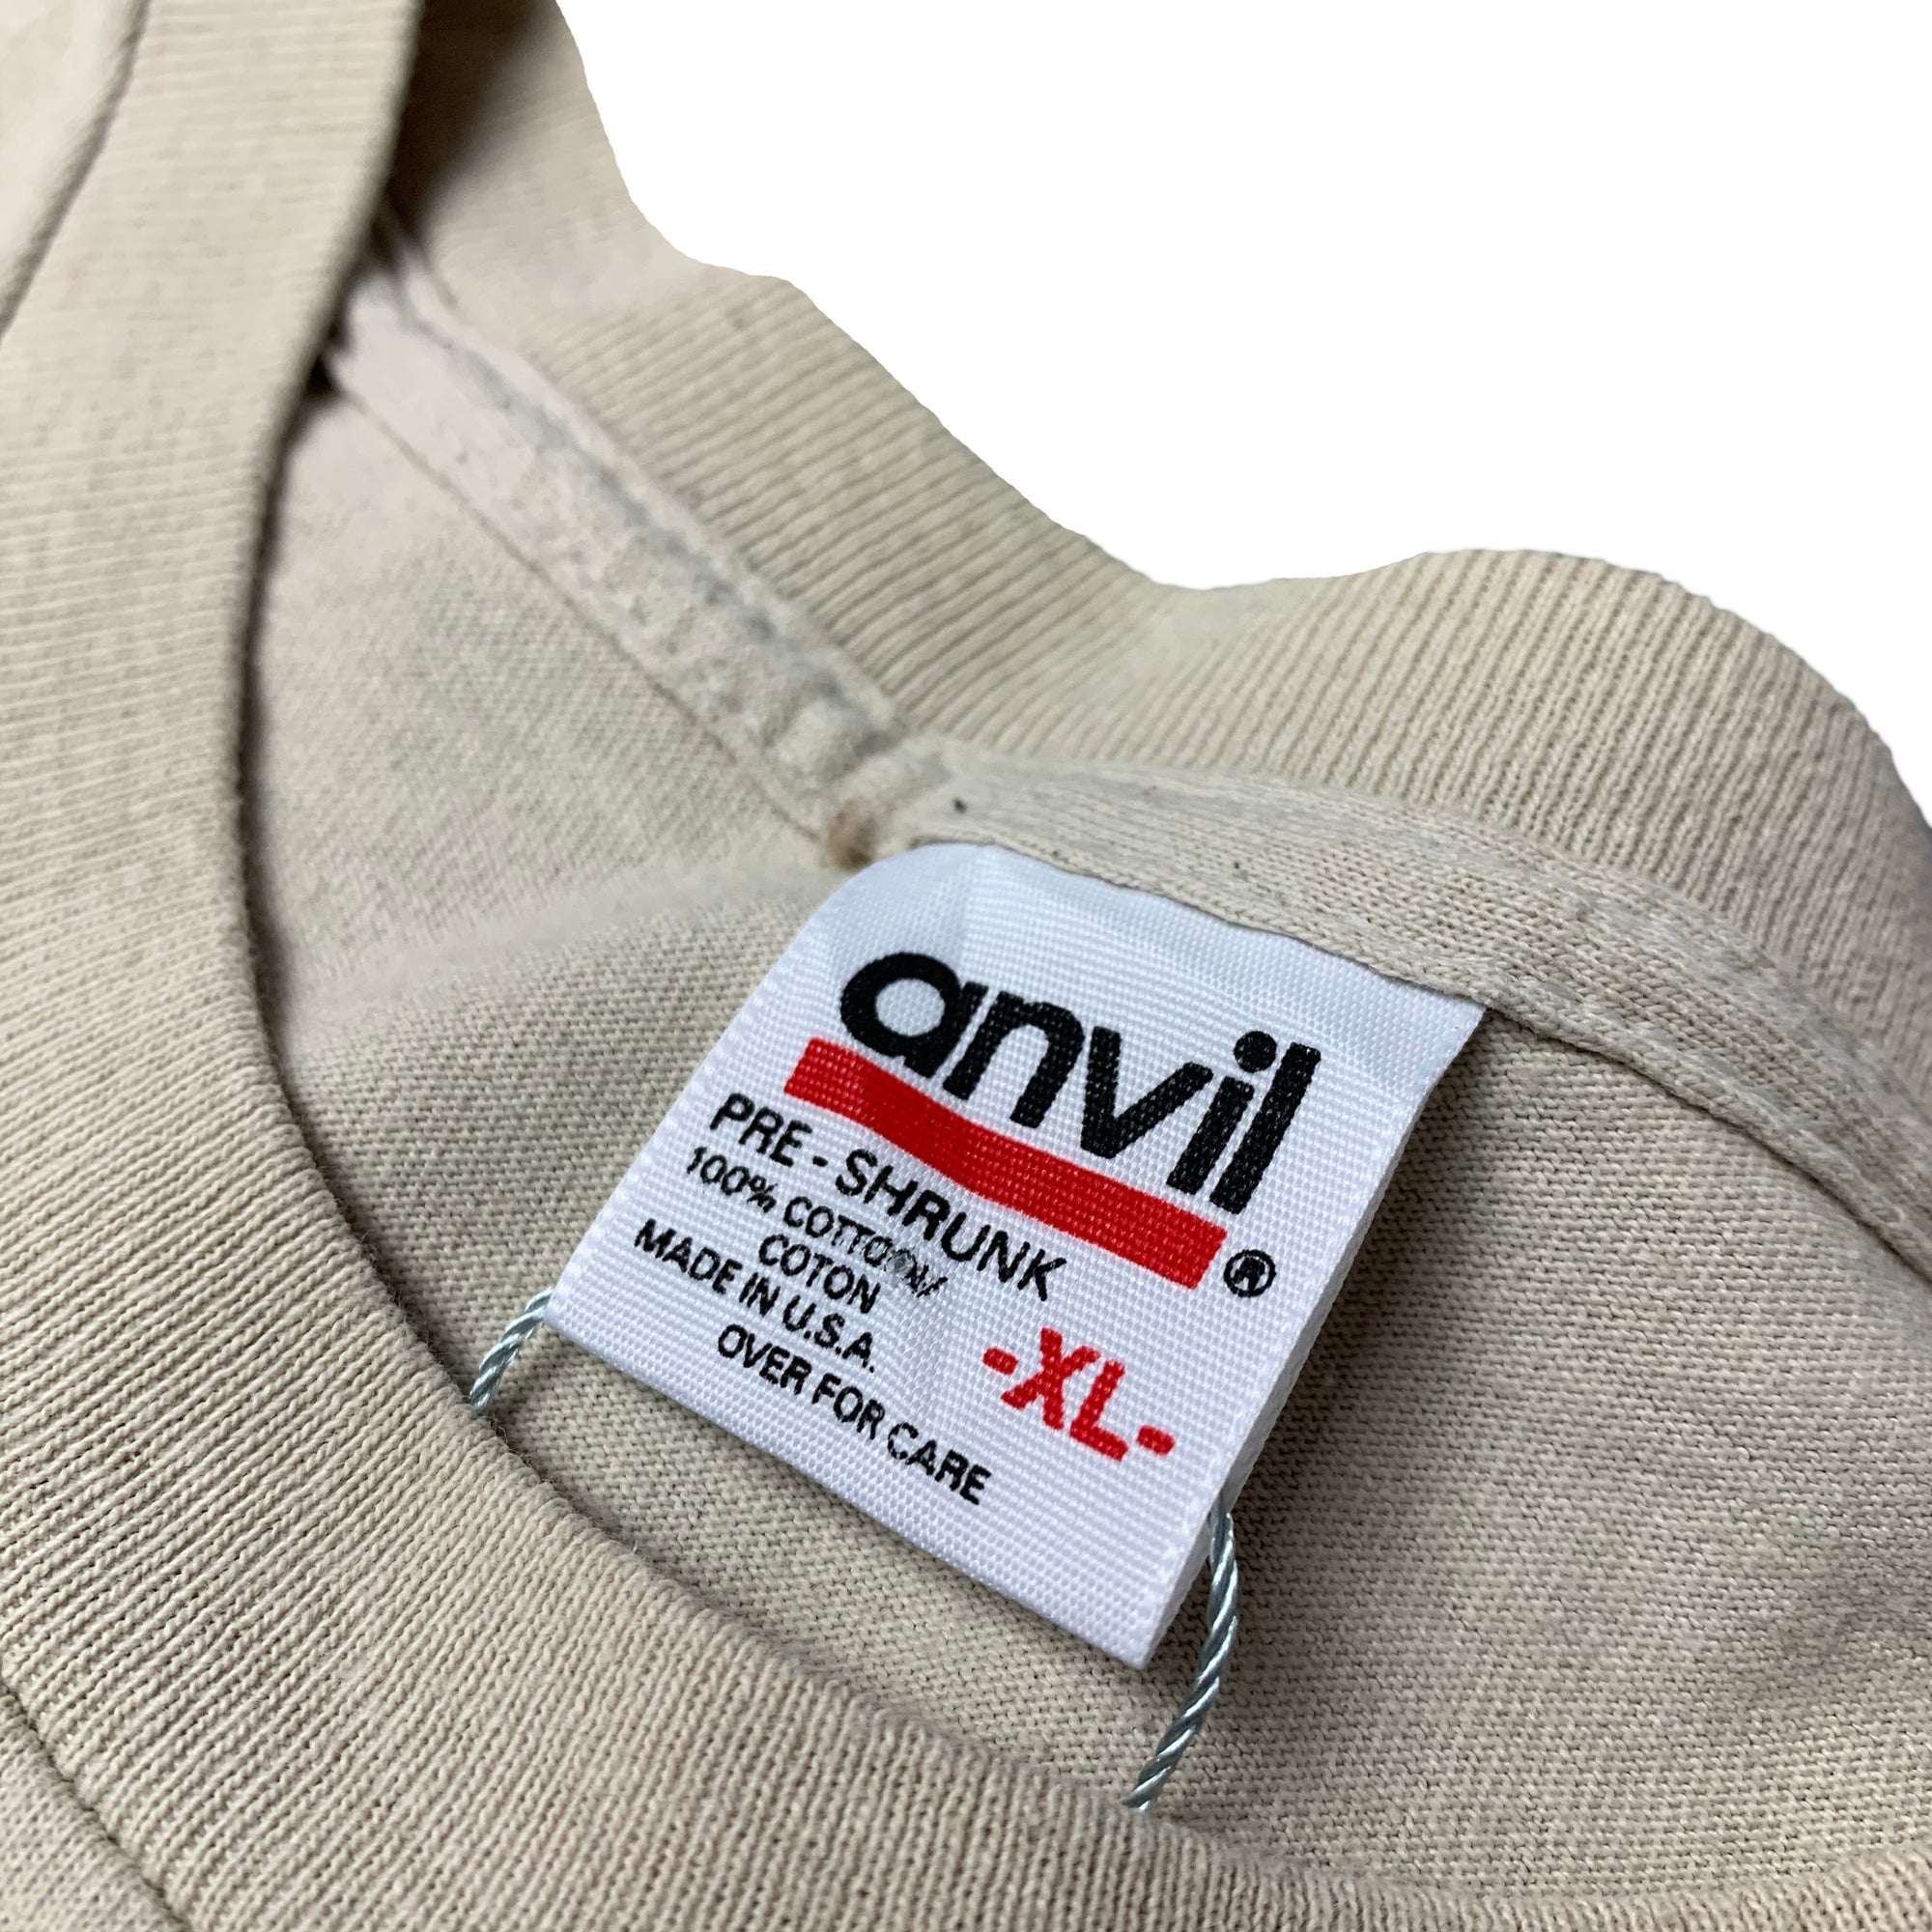 anvil®
PRE-SHRUNK
100% COTTON/
COTON
MADE IN U.S.A.
-XL-
OVER FOR CARE